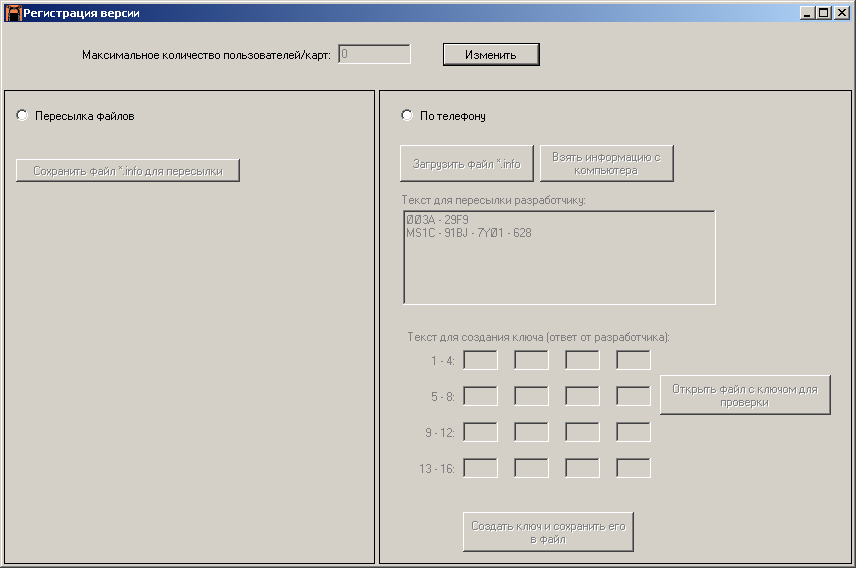 Регистрация версии
Максимальное количество пользователей/карт: 0 Изменить
Пересылка файлов
Сохранить файл *.info для пересылки
По телефону
Загрузить файл *.info
Взять информацию с
компьютера
Текст для пересылки разработчику:
ØØ3A - 29F9
MS1C - 91BJ - 7YØ1 - 628
Текст для создания ключа (ответ от разработчика):
1 - 4:
5 - 8:
9 - 12:
13 - 16:
Открыть файл с ключом для
проверки
Создать ключ и сохранить его
в файл